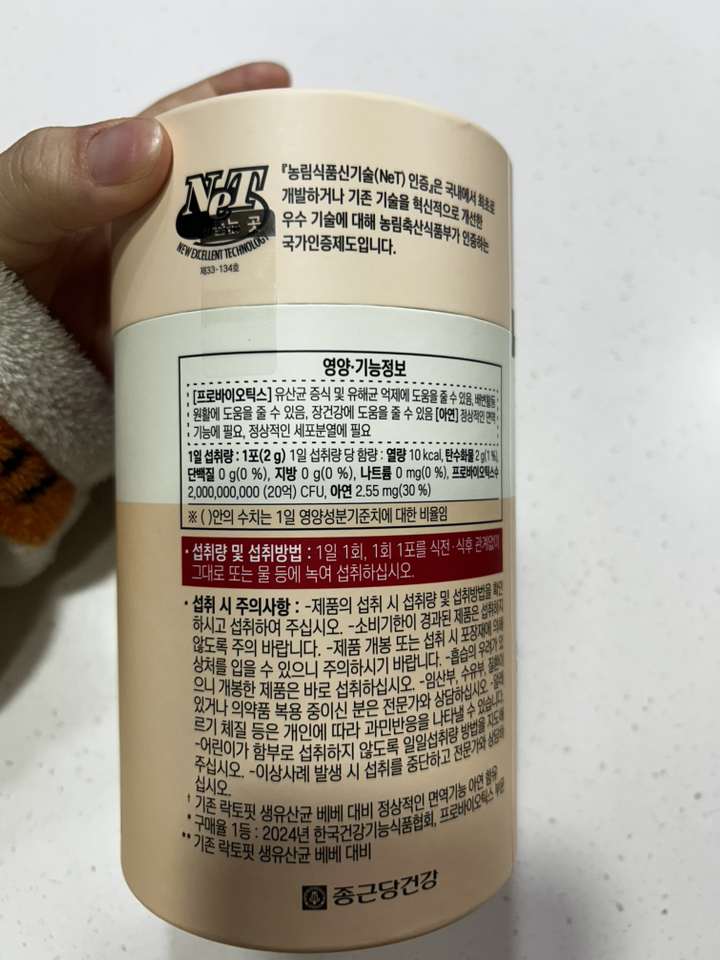 NeT
는 곳
NEW EXCELLENT TECHNOLOGY
제33-134호
『농림식품신기술(NeT) 인증』은 국내에서 최초로
개발하거나 기존 기술을 혁신적으로 개선한
우수 기술에 대해 농림축산식품부가 인증하는
국가인증제도입니다.
영양·기능정보
[프로바이오틱스] 유산균 증식 및 유해균 억제에 도움을 줄 수 있음, 배변활동
원활에 도움을 줄 수 있음, 장건강에 도움을 줄 수 있음 [아연] 정상적인 면역
기능에 필요, 정상적인 세포분열에 필요
1일 섭취량 : 1포(2 g) 1일 섭취량 당 함량 : 열량 10 kcal, 탄수화물 2 g(1 %),
단백질 0 g(0 %), 지방 0 g(0 %), 나트륨 0 mg(0 %), 프로바이오틱스수
2,000,000,000 (20억) CFU, 아연 2.55 mg(30 %)
※ ( )안의 수치는 1일 영양성분기준치에 대한 비율임
· 섭취량 및 섭취방법 : 1일 1회, 1회 1포를 식전·식후 관계없이
그대로 또는 물 등에 녹여 섭취하십시오.
· 섭취 시 주의사항 : -제품의 섭취 시 섭취량 및 섭취방법을 확인
하시고 섭취하여 주십시오. -소비기한이 경과된 제품은 섭취하지
않도록 주의 바랍니다. -제품 개봉 또는 섭취 시 포장재에 의해
상처를 입을 수 있으니 주의하시기 바랍니다. -흡습의 우려가 있
으니 개봉한 제품은 바로 섭취하십시오. -임산부, 수유부, 질환이
있거나 의약품 복용 중이신 분은 전문가와 상담하십시오. -알레
르기 체질 등은 개인에 따라 과민반응을 나타낼 수 있습니다.
-어린이가 함부로 섭취하지 않도록 일일섭취량 방법을 지도해
주십시오. -이상사례 발생 시 섭취를 중단하고 전문가와 상담하
십시오.
† 기존 락토핏 생유산균 베베 대비 정상적인 면역기능 아연 함유
* 구매율 1등 : 2024년 한국건강기능식품협회, 프로바이오틱스 부문
** 기존 락토핏 생유산균 베베 대비
종근당건강